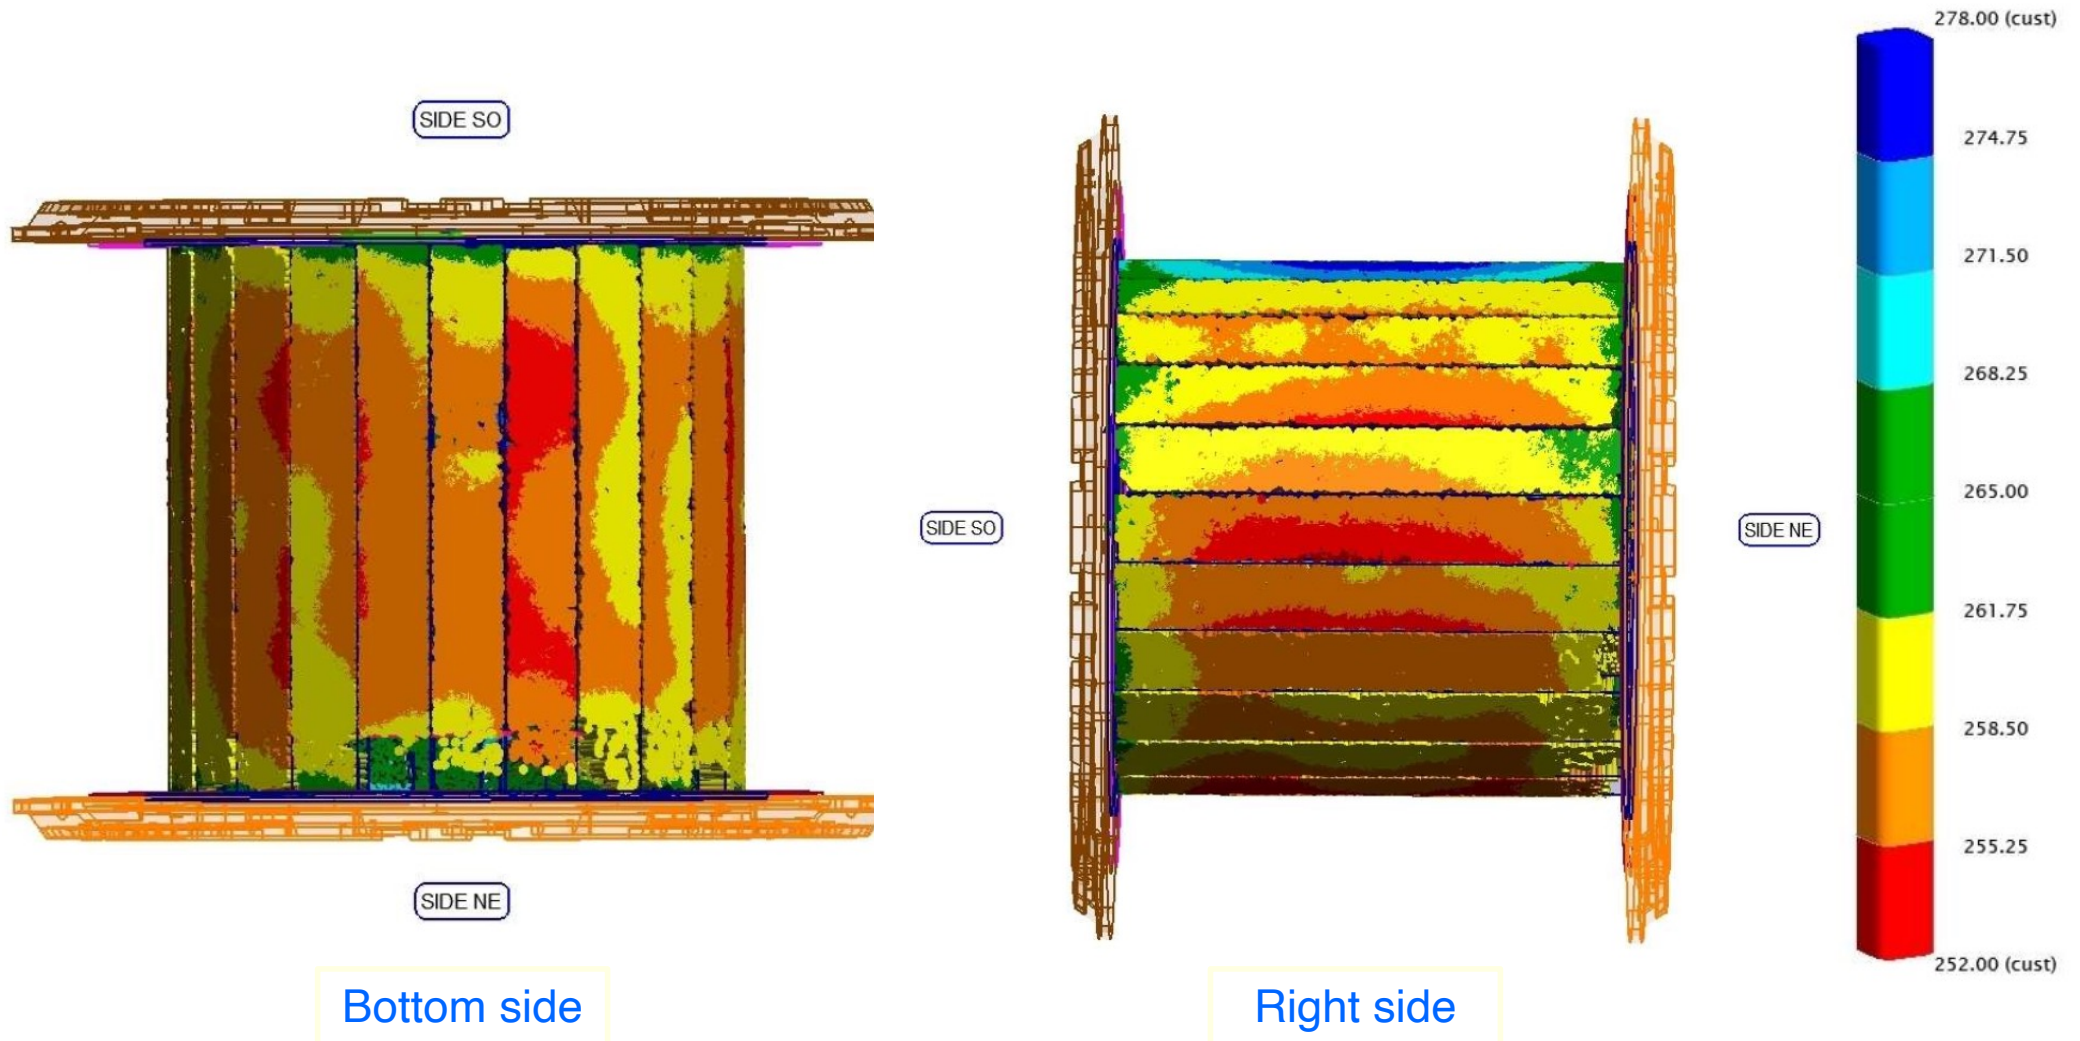 278.00 (cust)
SIDE SO
274.75
271.50
268.25
265.00
SIDE SO
SIDE NE
261.75
258.50
255.25
SIDE NE
252.00 (cust)
Bottom side
Right side